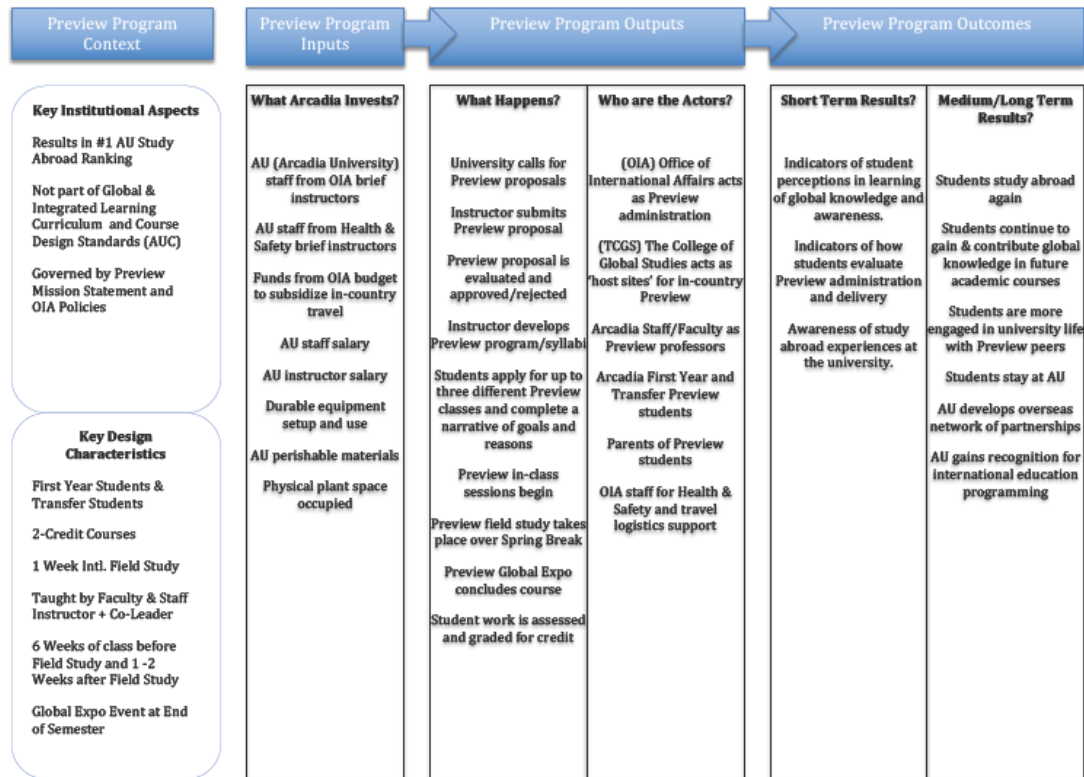 Preview Program
Context
Preview Program
Inputs
Preview Program Outputs
Preview Program Outcomes
Key Institutional Aspects
Results in #1 AU Study
Abroad Ranking
Not part of Global &
Integrated Learning
Curriculum and Course
Design Standards (AUC)
Governed by Preview
Mission Statement and
OIA Policies
Key Design
Characteristics
First Year Students &
Transfer Students
2-Credit Courses
1 Week Intl. Field Study
Taught by Faculty & Staff
Instructor + Co-Leader
6 Weeks of class before
Field Study and 1 -2
Weeks after Field Study
Global Expo Event at End
of Semester
What Arcadia Invests?
AU (Arcadia University)
staff from OIA brief
instructors
AU staff from Health &
Safety brief instructors
Funds from OIA budget
to subsidize in-country
travel
AU staff salary
AU instructor salary
Durable equipment
setup and use
AU perishable materials
Physical plant space
occupied
What Happens?
University calls for
Preview proposals
Instructor submits
Preview proposal
Preview proposal is
evaluated and
approved/rejected
Instructor develops
Preview program/syllabi
Students apply for up to
three different Preview
classes and complete a
narrative of goals and
reasons
Preview in-class
sessions begin
Preview field study takes
place over Spring Break
Preview Global Expo
concludes course
Student work is assessed
and graded for credit
Who are the Actors?
(OIA) Office of
International Affairs acts
as Preview
administration
(TCGS) The College of
Global Studies acts as
'host sites' for in-country
Preview
Arcadia Staff/Faculty as
Preview professors
Arcadia First Year and
Transfer Preview
students
Parents of Preview
students
OIA staff for Health &
Safety and travel
logistics support
Short Term Results?
Indicators of student
perceptions in learning
of global knowledge and
awareness.
Indicators of how
students evaluate
Preview administration
and delivery
Awareness of study
abroad experiences at
the university.
Medium/Long Term
Results?
Students study abroad
again
Students continue to
gain & contribute global
knowledge in future
academic courses
Students are more
engaged in university life
with Preview peers
Students stay at AU
AU develops overseas
network of partnerships
AU gains recognition for
international education
programming